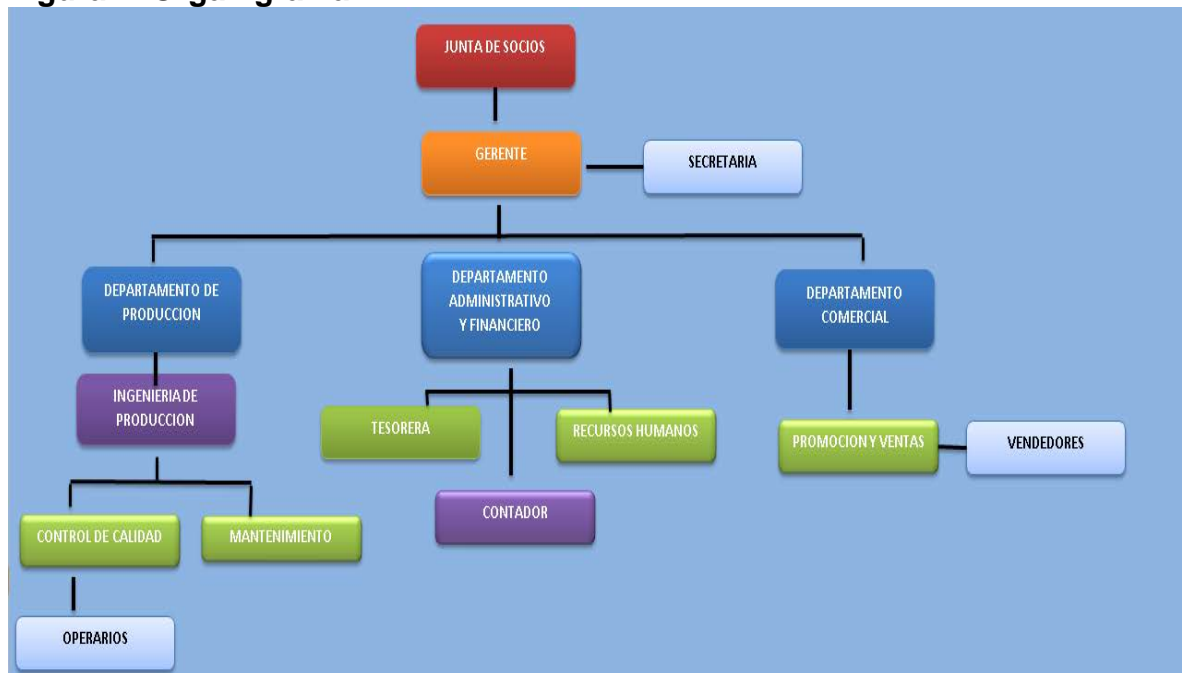 JUNTA DE SOCIOS
GERENTE
SECRETARIA
DEPARTAMENTO DE
PRODUCCION
DEPARTAMENTO
ADMINISTRATIVO
Y FINANCIERO
DEPARTAMENTO
COMERCIAL
INGENIERIA DE
PRODUCCION
TESORERA
RECURSOS HUMANOS
PROMOCION Y VENTAS
VENDEDORES
CONTADOR
CONTROL DE CALIDAD
MANTENIMIENTO
OPERARIOS